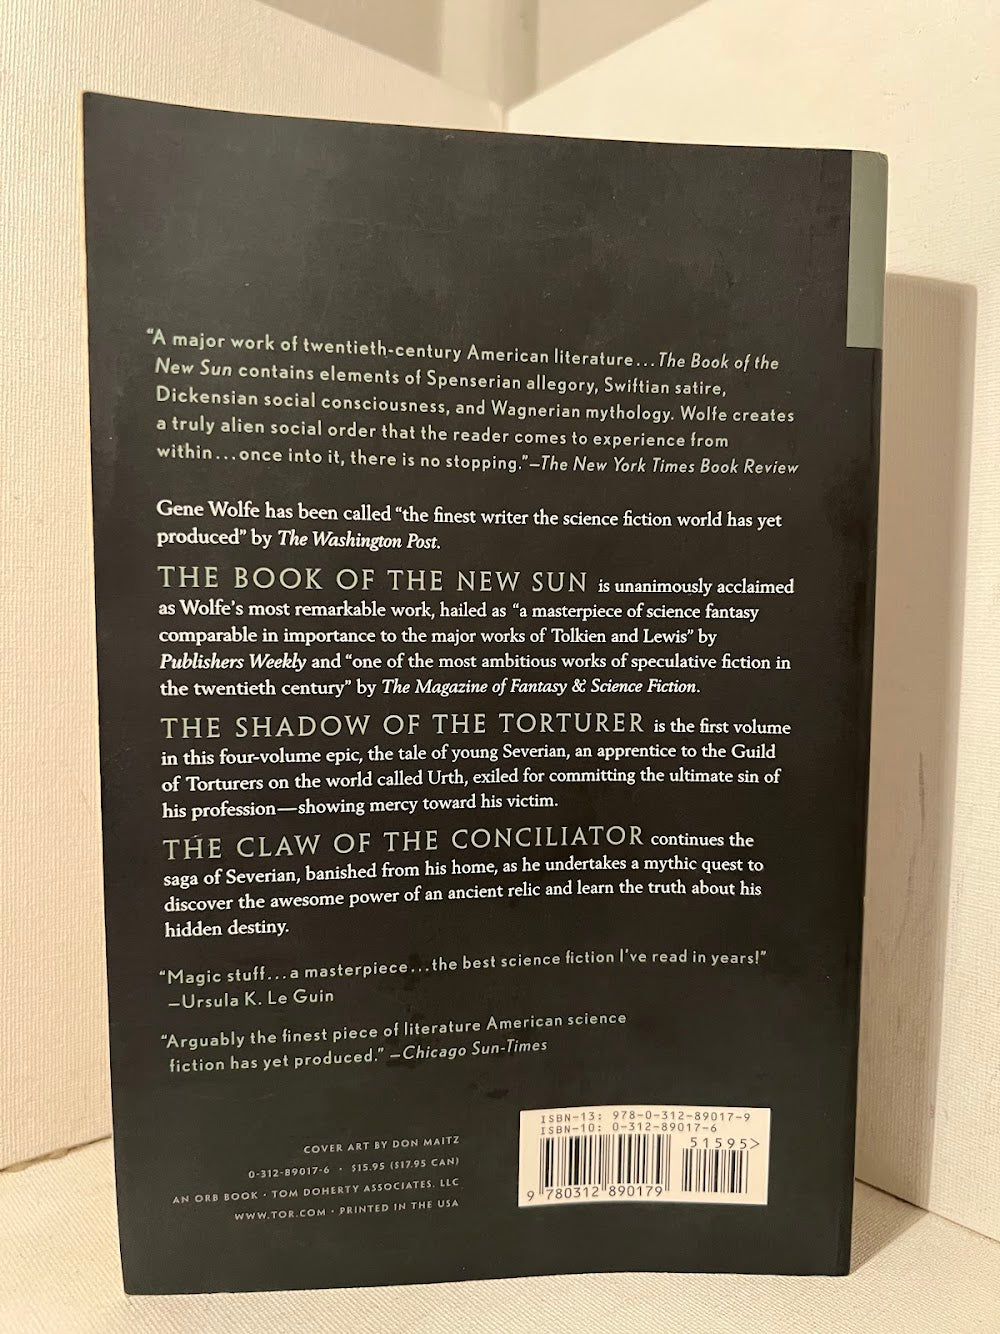 “A major work of twentieth-century American literature...The Book of the
New Sun contains elements of Spenserian allegory, Swiftian satire,
Dickensian social consciousness, and Wagnerian mythology. Wolfe creates
a truly alien social order that the reader comes to experience from
within...once into it, there is no stopping.”—The New York Times Book Review
Gene Wolfe has been called “the finest writer the science fiction world has yet
produced” by The Washington Post.
THE BOOK OF THE NEW SUN is unanimously acclaimed
as Wolfe’s most remarkable work, hailed as “a masterpiece of science fantasy
comparable in importance to the major works of Tolkien and Lewis” by
Publishers Weekly and “one of the most ambitious works of speculative fiction in
the twentieth century” by The Magazine of Fantasy & Science Fiction.
THE SHADOW OF THE TORTURER is the first volume
in this four-volume epic, the tale of young Severian, an apprentice to the Guild
of Torturers on the world called Urth, exiled for committing the ultimate sin of
his profession—showing mercy toward his victim.
THE CLAW OF THE CONCILIATOR continues the
saga of Severian, banished from his home, as he undertakes a mythic quest to
discover the awesome power of an ancient relic and learn the truth about his
hidden destiny.
“Magic stuff...a masterpiece...the best science fiction I’ve read in years!”
—Ursula K. Le Guin
“Arguably the finest piece of literature American science
fiction has yet produced.” —Chicago Sun-Times
COVER ART BY DON MAITZ
0-312-89017-6 · $15.95 ($17.95 CAN)
AN ORB BOOK · TOM DOHERTY ASSOCIATES, LLC
WWW.TOR.COM · PRINTED IN THE USA
ISBN-13: 978-0-312-89017-9
ISBN-10: 0-312-89017-6
51595>
9 780312 890179